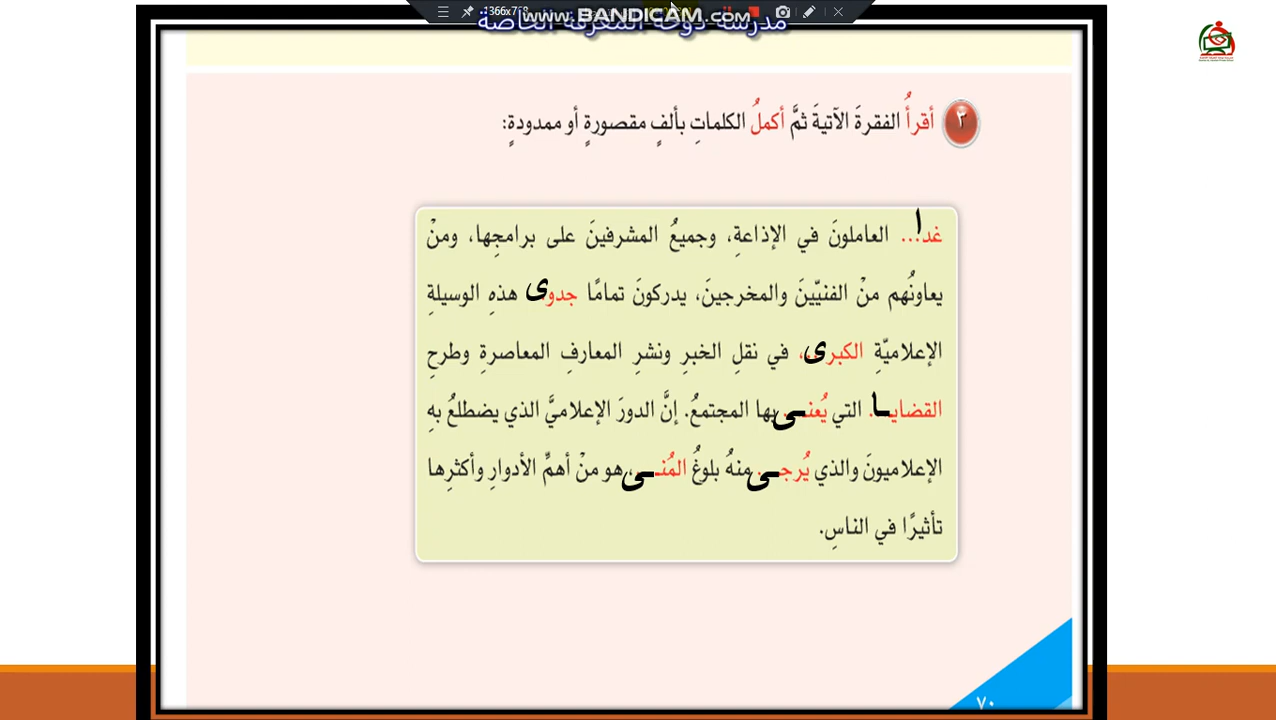 1366x768
www.BANDICAM.com
مدرسة دوحة المعرفة الخاصة
٣ أقرأُ الفقرةَ الآتيةَ ثمَّ أكملُ الكلماتِ بألفٍ مقصورةٍ أو ممدودةٍ:
غدا... العاملونَ في الإذاعةِ، وجميعُ المشرفينَ على برامجِها، ومنْ
يعاونُهم منْ الفنيّينَ والمخرجينَ، يدركونَ تمامًا جدوى هذهِ الوسيلةِ
الإعلاميّةِ الكبرى، في نقلِ الخبرِ ونشرِ المعارفِ المعاصرةِ وطرحِ
القضايا التي يُعنى بها المجتمعُ. إنَّ الدورَ الإعلاميَّ الذي يضطلعُ بهِ
الإعلاميونَ والذي يُرجى منهُ بلوغُ المُنى، هو منْ أهمِّ الأدوارِ وأكثرِها
تأثيرًا في الناسِ.
٧٠